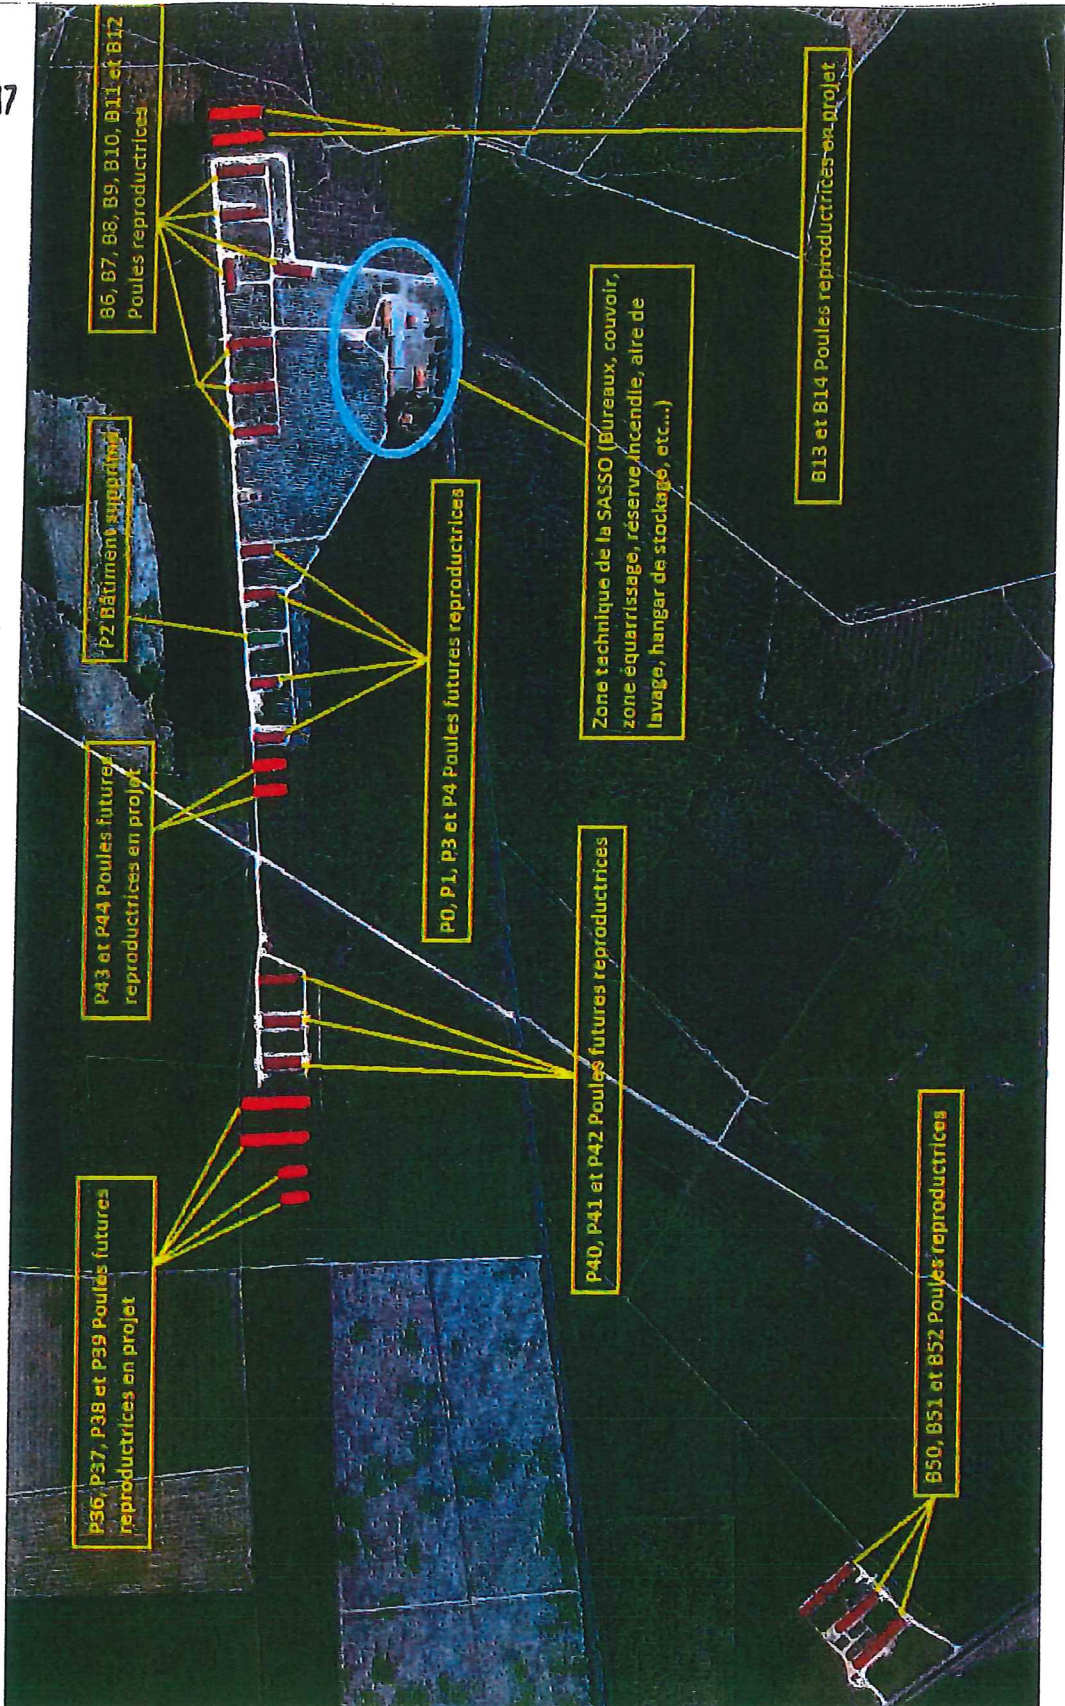 P36, P37, P38 et P39 Poules futures
reproductrices en projet
P43 et P44 Poules futures
reproductrices en projet
P2 Bâtiment supprimé
B6, B7, B8, B9, B10, B11 et B12
Poules reproductrices
P0, P1, P3 et P4 Poules futures reproductrices
P40, P41 et P42 Poules futures reproductrices
Zone technique de la SASSO (Bureaux, couvoir,
zone équarrissage, réserve incendie, aire de
lavage, hangar de stockage, etc...)
B13 et B14 Poules reproductrices en projet
B50, B51 et B52 Poules reproductrices